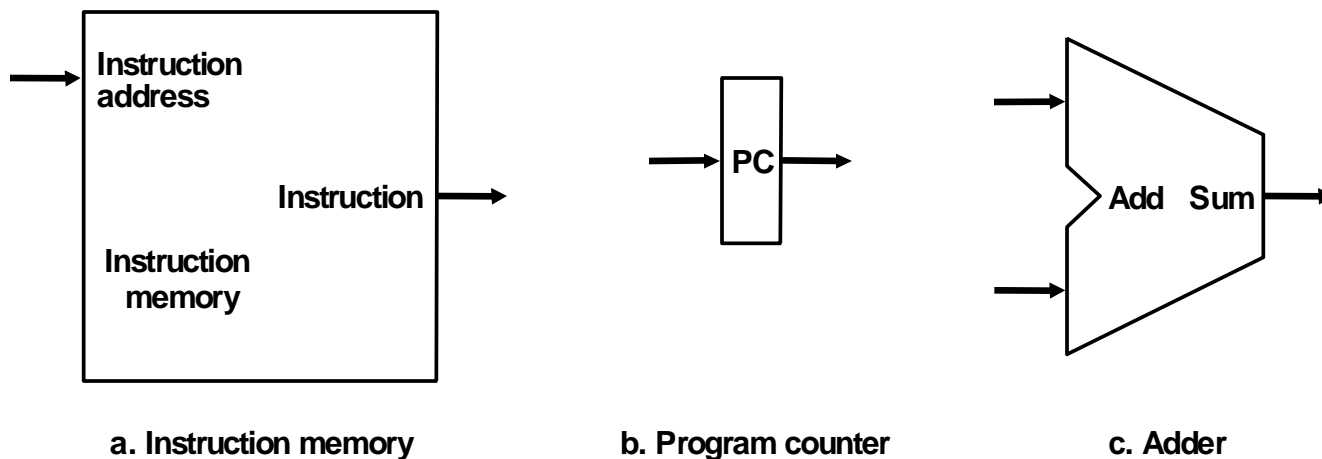 Instruction
address
Instruction
Instruction
memory
PC
Add Sum
a. Instruction memory
b. Program counter
c. Adder